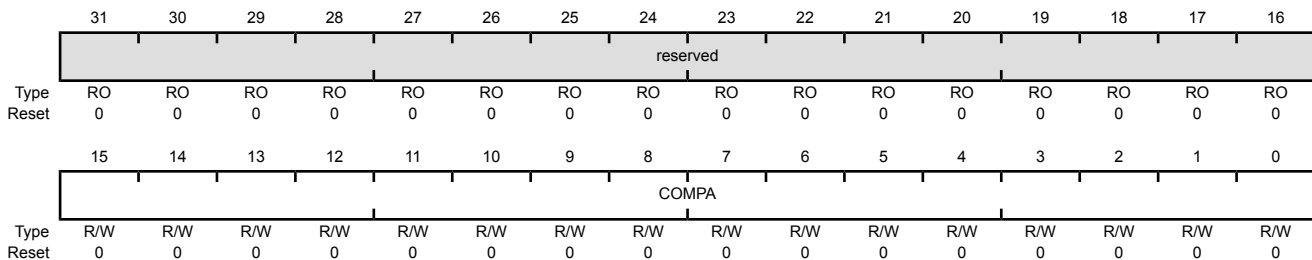 31 30 29 28 27 26 25 24 23 22 21 20 19 18 17 16
reserved
Type RO RO RO RO RO RO RO RO RO RO RO RO RO RO RO RO
Reset 0 0 0 0 0 0 0 0 0 0 0 0 0 0 0 0
15 14 13 12 11 10 9 8 7 6 5 4 3 2 1 0
COMPA
Type R/W R/W R/W R/W R/W R/W R/W R/W R/W R/W R/W R/W R/W R/W R/W R/W
Reset 0 0 0 0 0 0 0 0 0 0 0 0 0 0 0 0